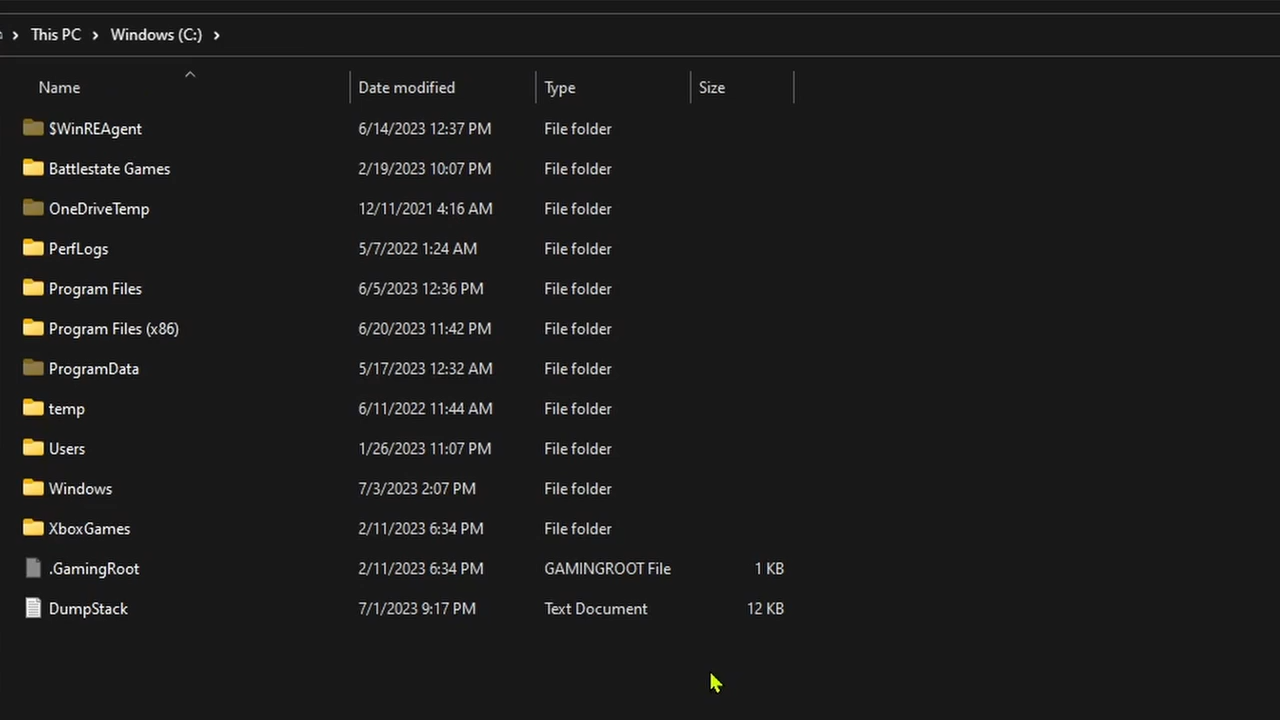 This PC > Windows (C:) >
Name Date modified Type Size
$WinREAgent 6/14/2023 12:37 PM File folder
Battlestate Games 2/19/2023 10:07 PM File folder
OneDriveTemp 12/11/2021 4:16 AM File folder
PerfLogs 5/7/2022 1:24 AM File folder
Program Files 6/5/2023 12:36 PM File folder
Program Files (x86) 6/20/2023 11:42 PM File folder
ProgramData 5/17/2023 12:32 AM File folder
temp 6/11/2022 11:44 AM File folder
Users 1/26/2023 11:07 PM File folder
Windows 7/3/2023 2:07 PM File folder
XboxGames 2/11/2023 6:34 PM File folder
.GamingRoot 2/11/2023 6:34 PM GAMINGROOT File 1 KB
DumpStack 7/1/2023 9:17 PM Text Document 12 KB